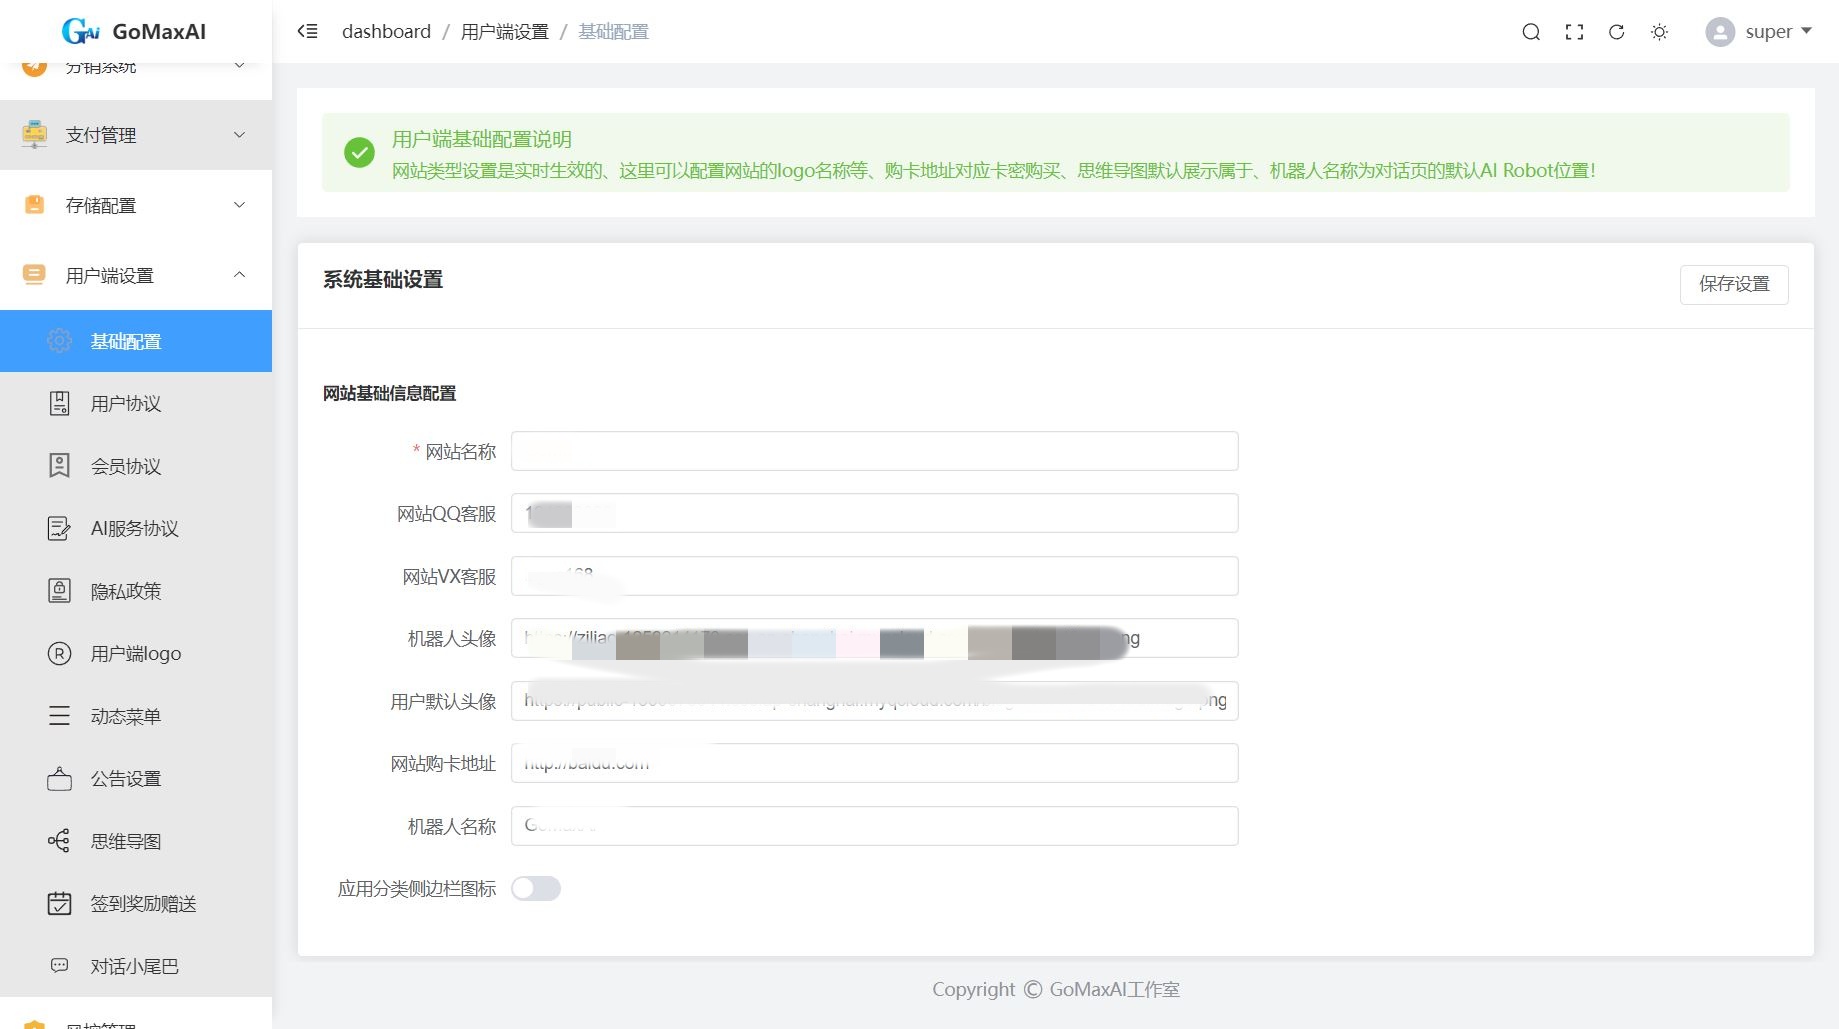 GoMaxAI
dashboard / 用户端设置 / 基础配置
super
分销系统
支付管理
存储配置
用户端设置
基础配置
用户协议
会员协议
AI服务协议
隐私政策
用户端logo
动态菜单
公告设置
思维导图
签到奖励赠送
对话小尾巴
风控管理
用户端基础配置说明
网站类型设置是实时生效的、这里可以配置网站的logo名称等、购卡地址对应卡密购买、思维导图默认展示属于、机器人名称为对话页的默认AI Robot位置!
系统基础设置
保存设置
网站基础信息配置
* 网站名称
网站QQ客服
网站VX客服
机器人头像
用户默认头像
网站购卡地址 http://baidu.com
机器人名称
应用分类侧边栏图标
Copyright © GoMaxAI工作室